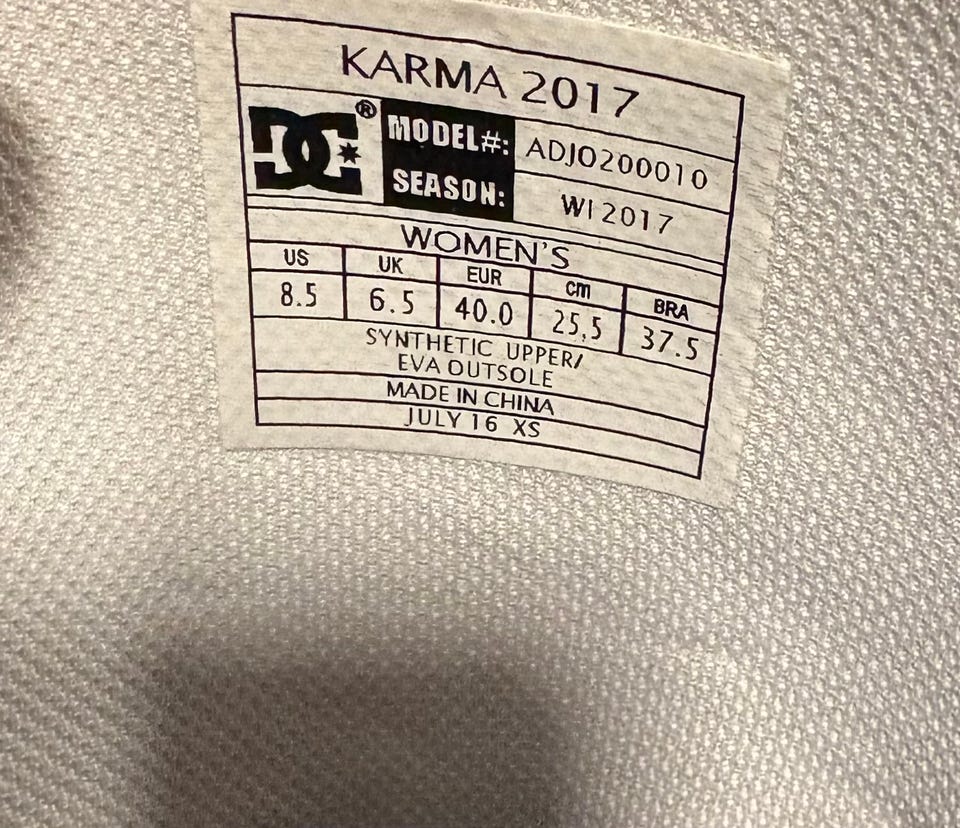 KARMA 2017
DC®
MODEL#: ADJO200010
SEASON: WI 2017
WOMEN'S
US UK EUR cm BRA
8.5 6.5 40.0 25.5 37.5
SYNTHETIC UPPER/
EVA OUTSOLE
MADE IN CHINA
JULY 16 XS